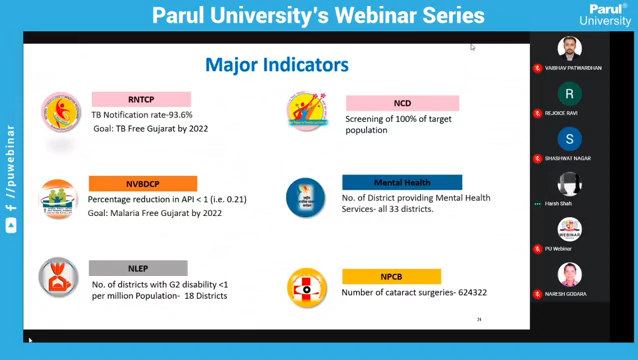 Parul University's Webinar Series
Parul®
University
Major Indicators
RNTCP
TB Notification rate-93.6%
Goal: TB Free Gujarat by 2022
NCD
Screening of 100% of target
population
NVBDCP
Percentage reduction in API < 1 (i.e. 0.21)
Goal: Malaria Free Gujarat by 2022
Mental Health
No. of District providing Mental Health
Services- all 33 districts.
NLEP
No. of districts with G2 disability <1
per million Population- 18 Districts
NPCB
Number of cataract surgeries- 624322
24
VAIBHAV PATWARDHAN
R
REJOICE RAVI
S
SHASHWAT NAGAR
Harsh Shah
WEBINAR
PU Webinar
NARESH GODARA
/puwebinar